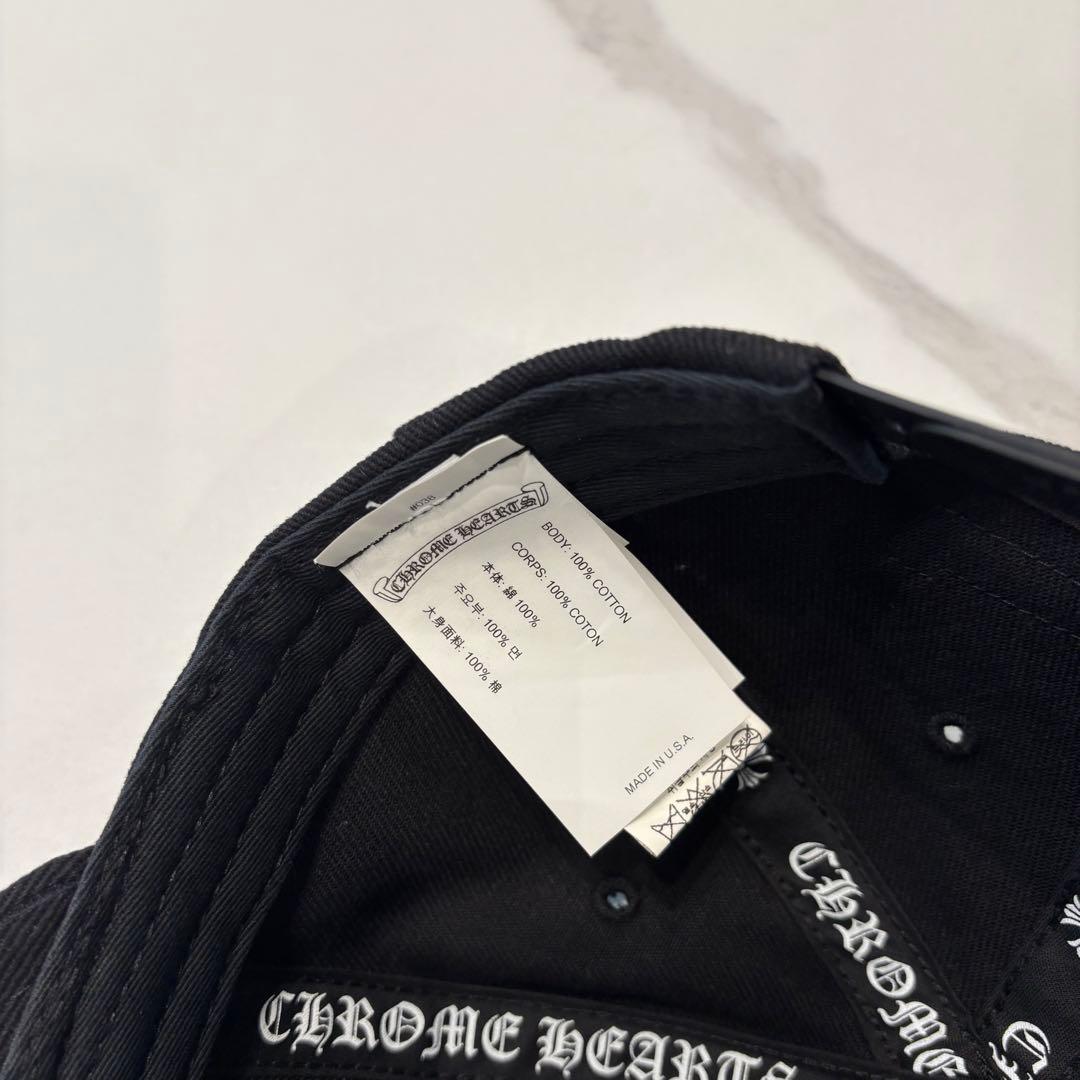 #036
CHROME HEARTS
BODY: 100% COTTON
CORPS: 100% COTON
本体: 綿 100%
주요부: 100% 면
大身面料: 100% 棉
MADE IN U.S.A.
CHROME HEARTS
CHROME